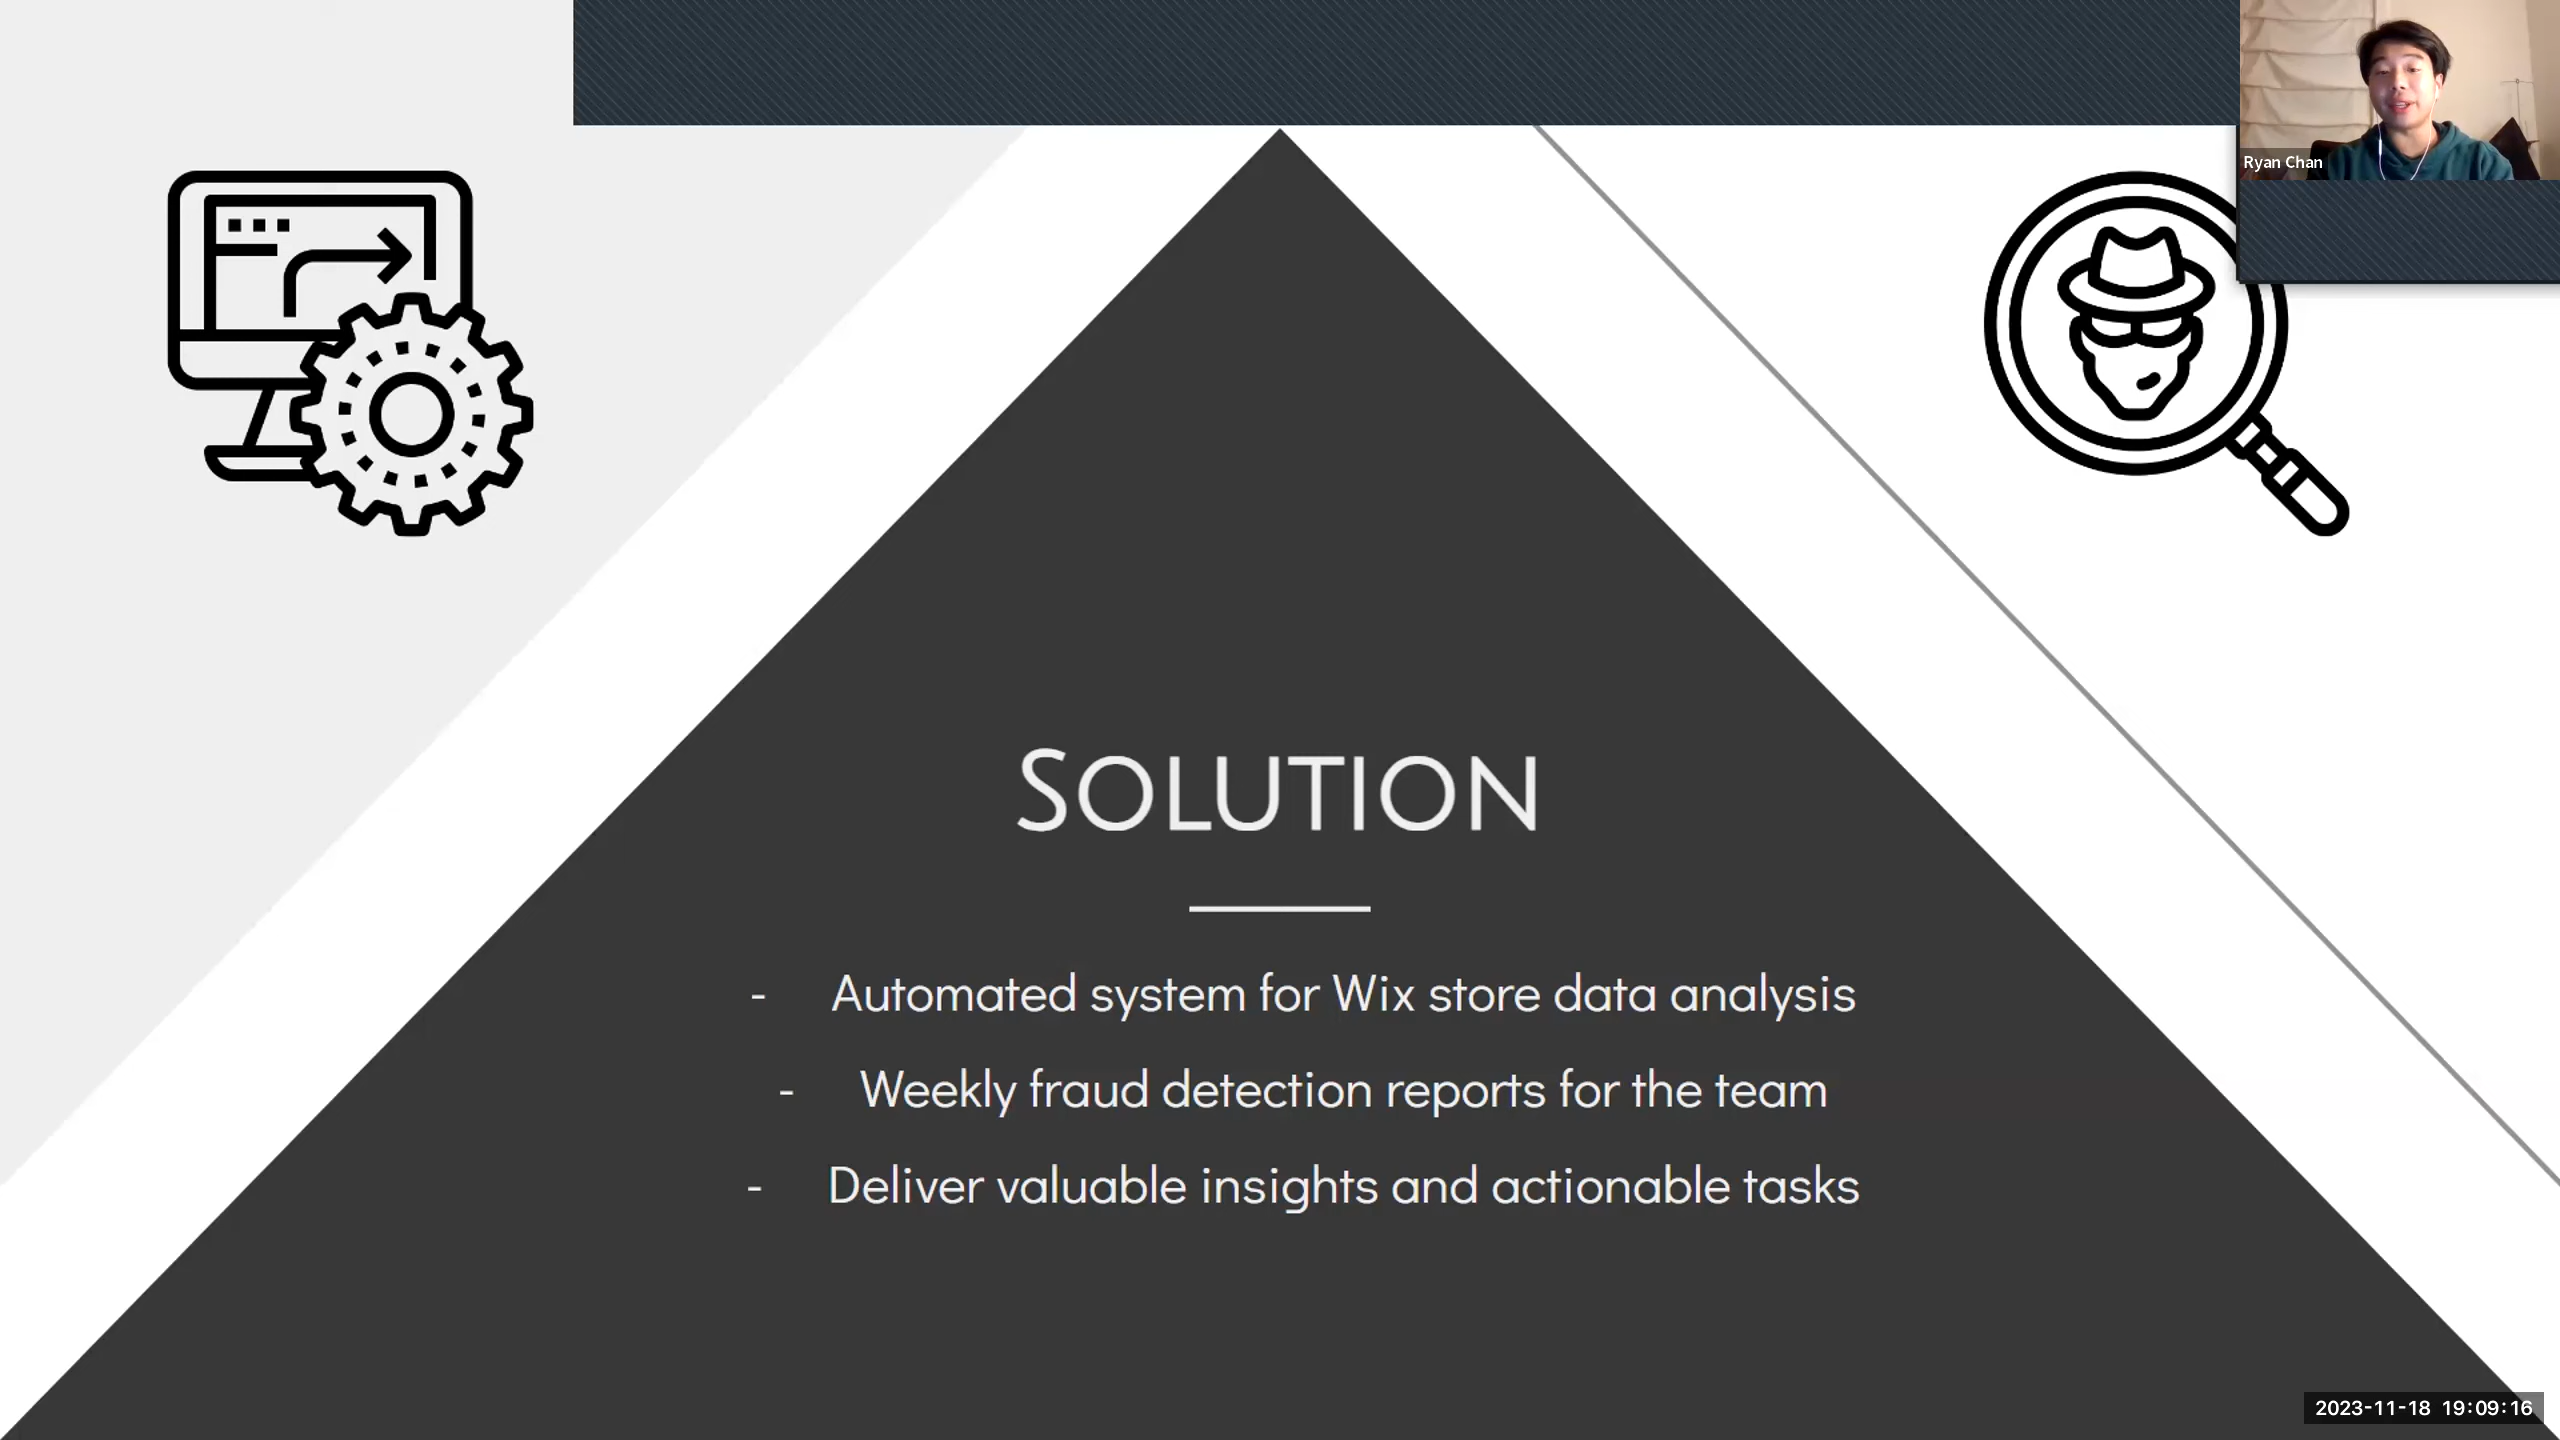 Ryan Chan
SOLUTION
- Automated system for Wix store data analysis
- Weekly fraud detection reports for the team
- Deliver valuable insights and actionable tasks
2023-11-18 19:09:16